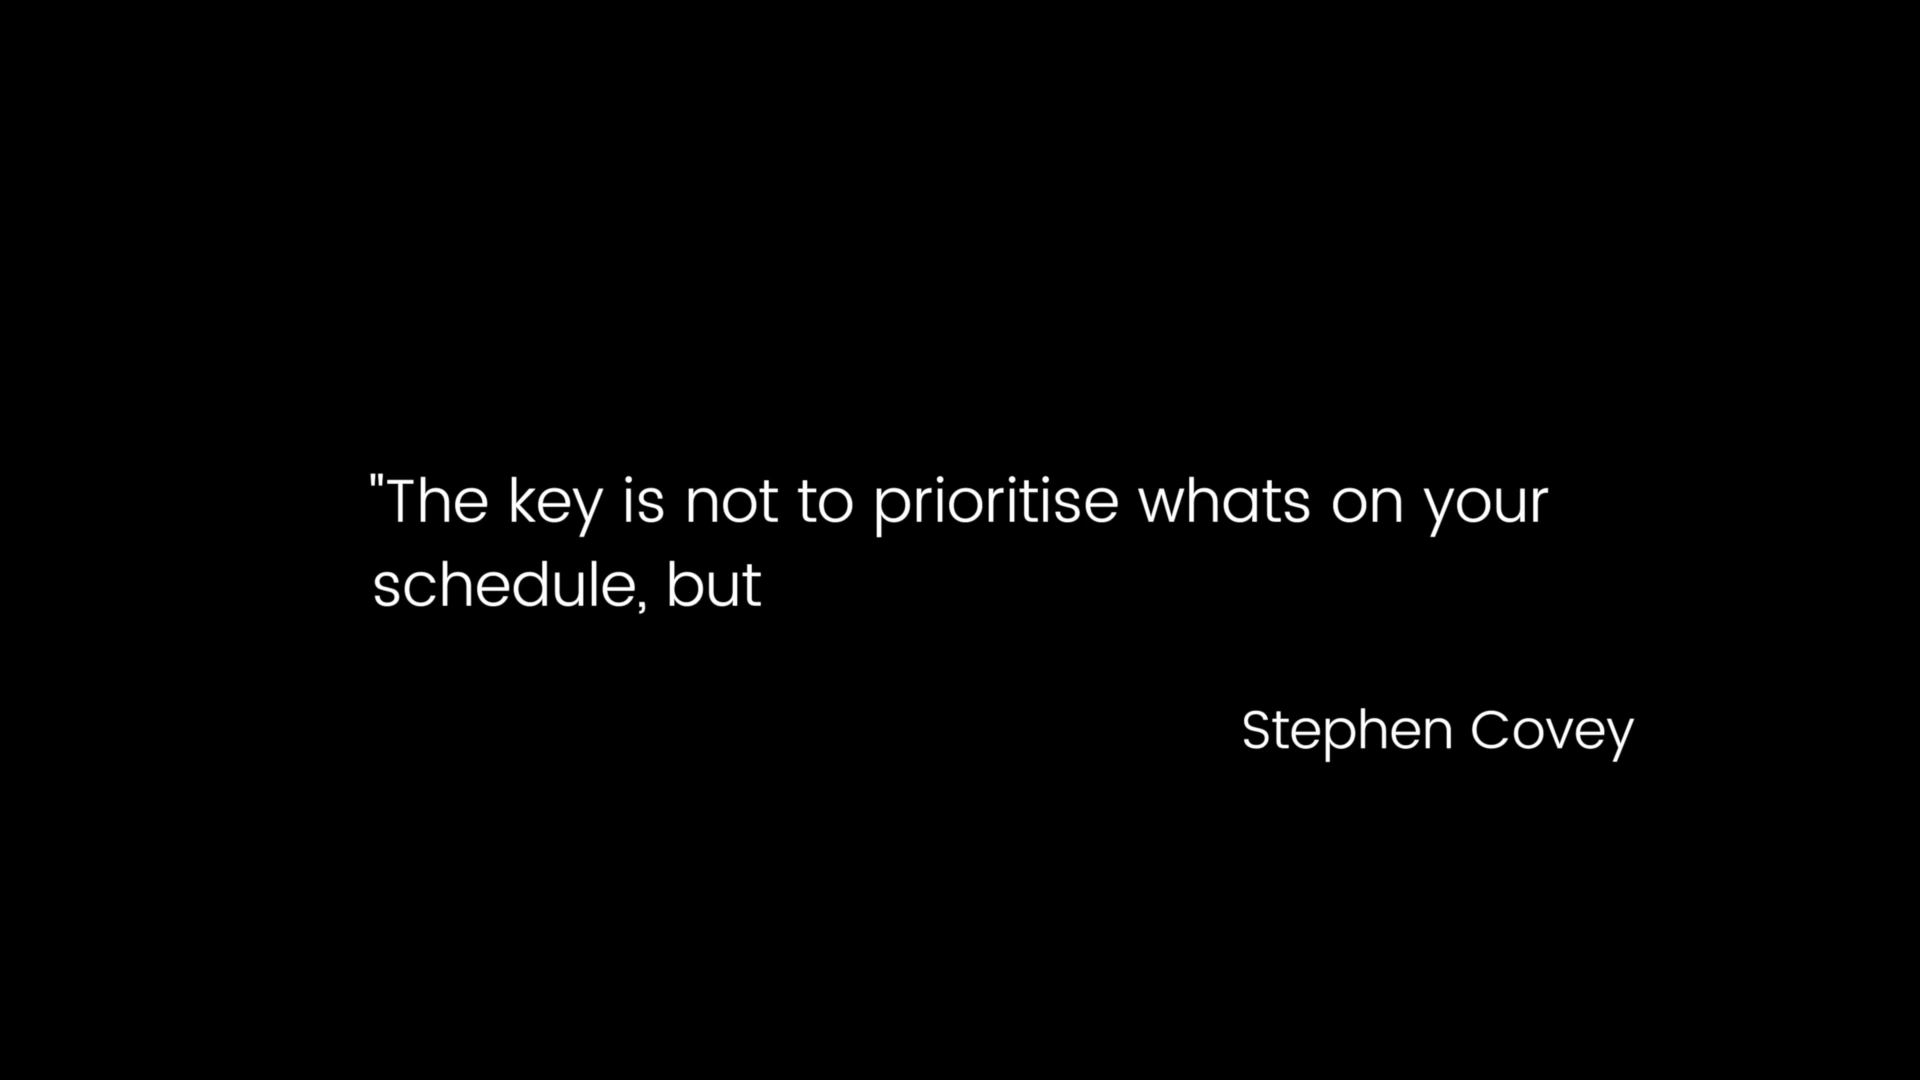 "The key is not to prioritise whats on your
schedule, but
Stephen Covey